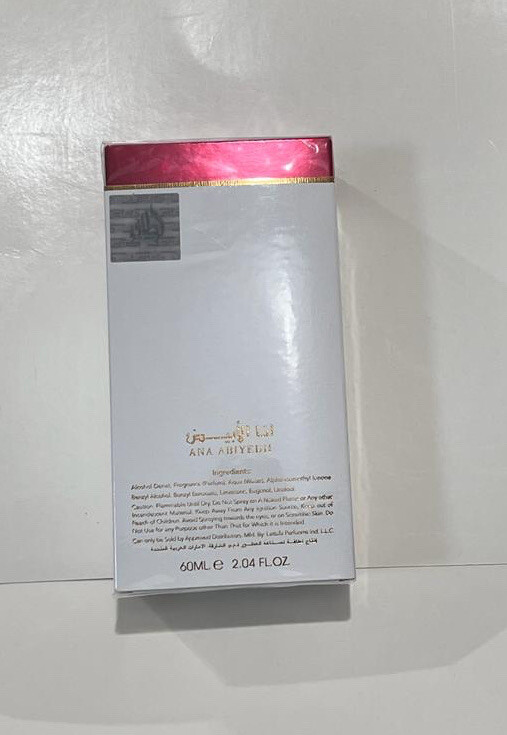 أنا الأبيــض
ANA ABIYEDH
Ingredients:
Alcohol Denat, Fragrance (Parfum), Aqua (Water), Alpha-Isomethyl Ionone
Benzyl Alcohol, Benzyl Benzoate, Limonene, Eugenol, Linalool.
Caution: Flammable Until Dry, Do Not Spray on A Naked Flame or Any other
Incandescent Material. Keep Away From Any Ignition Source, Keep out of
Reach of Children. Avoid Spraying towards the eyes, or on Sensitive Skin. Do
Not Use for any Purpose other Than That for Which it is Intended.
Can only be Sold by Approved Distributors. Mfd. By: Lattafa Perfumes Ind. L.L.C
60ML e 2.04 FL.OZ